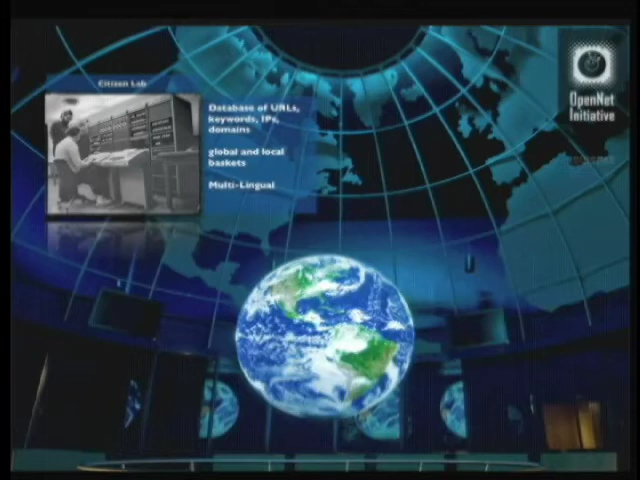 Citizen Lab
Database of URLs,
keywords, IPs,
domains
global and local
baskets
Multi-Lingual
OpenNet
Initiative